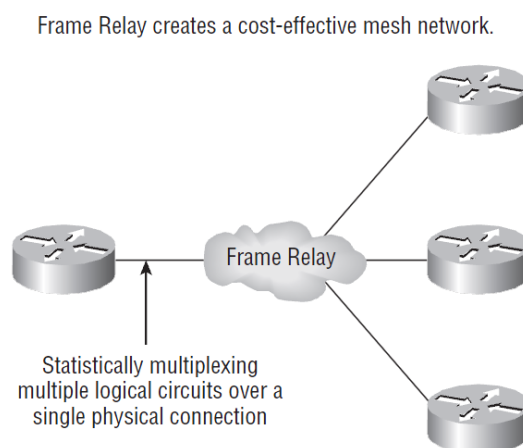 Frame Relay creates a cost-effective mesh network.
Frame Relay
Statistically multiplexing
multiple logical circuits over a
single physical connection